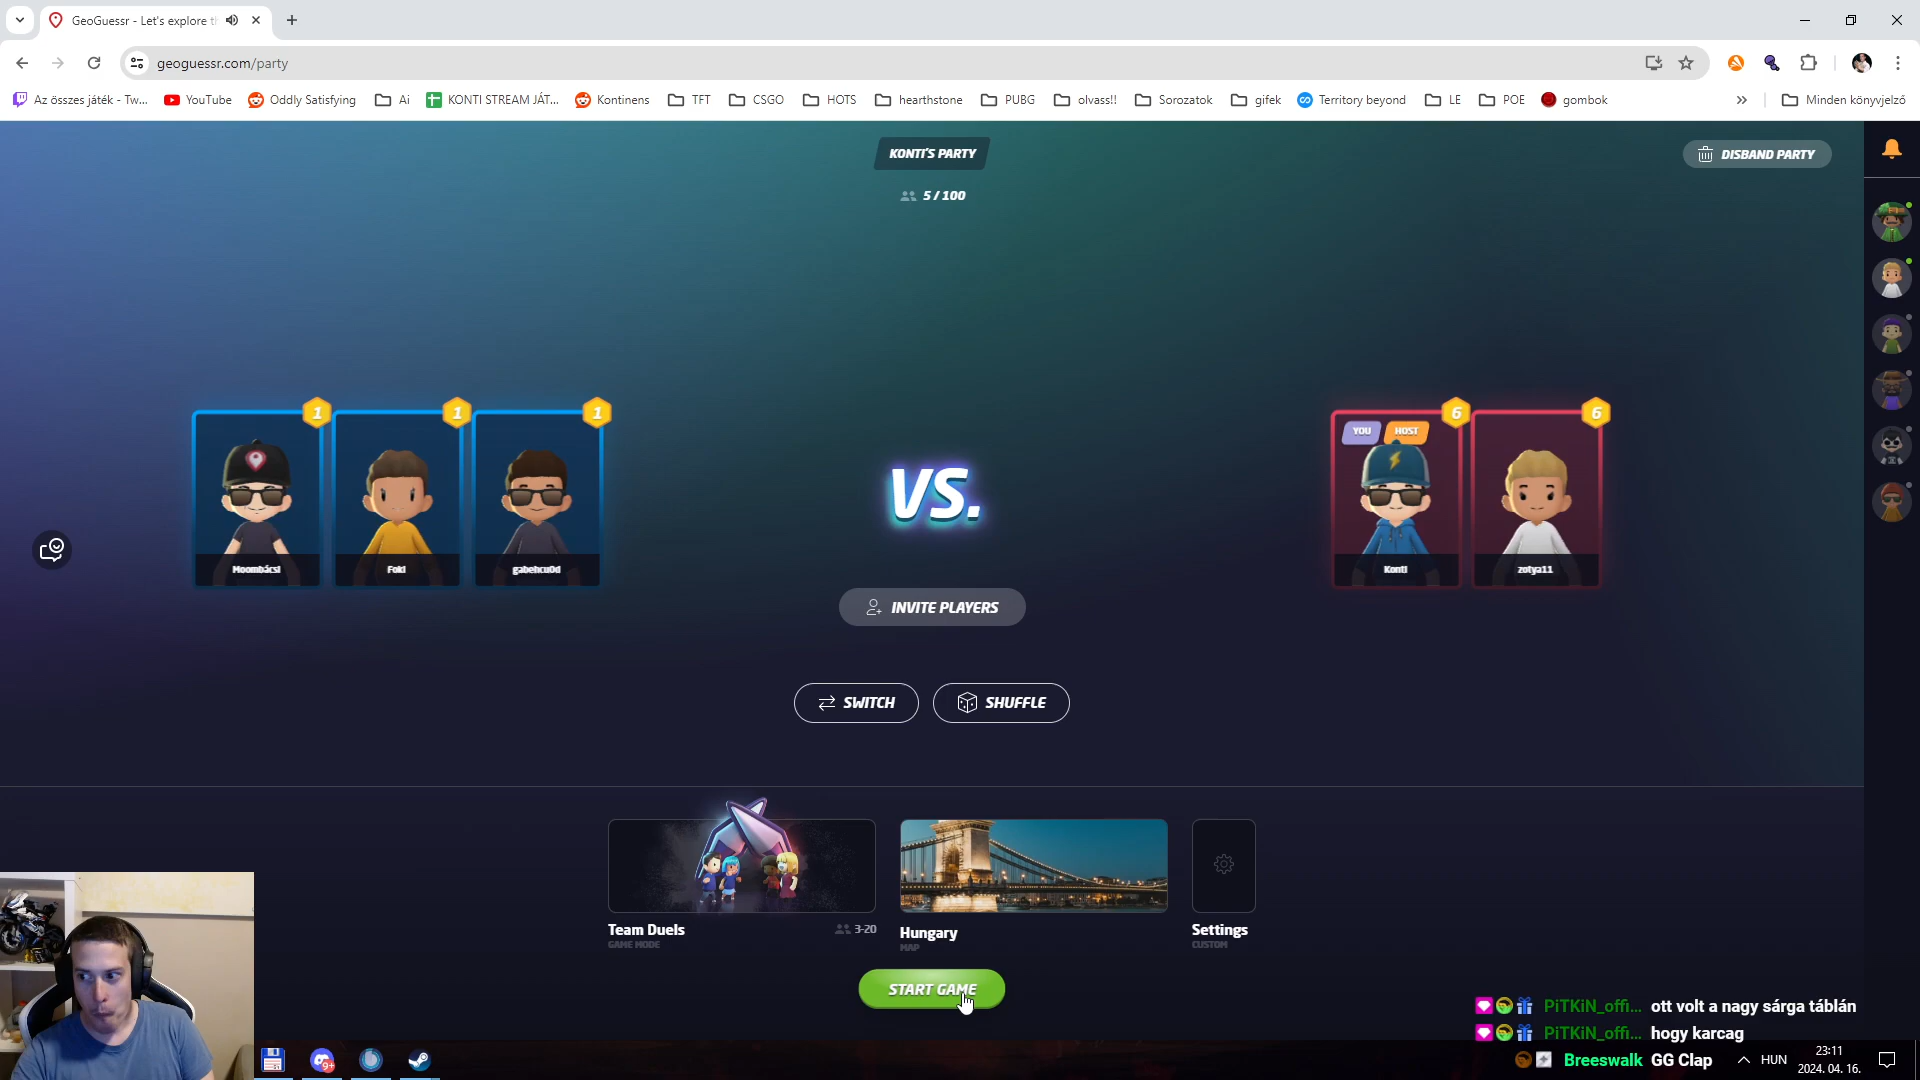 GeoGuessr - Let's explore th
geoguessr.com/party
Az összes játék - Tw...
YouTube
Oddly Satisfying
Ai
KONTI STREAM JÁT...
Kontinens
TFT
CSGO
HOTS
hearthstone
PUBG
olvass!!
Sorozatok
gifek
Territory beyond
LE
POE
gombok
Minden könyvjelző
KONTI'S PARTY
DISBAND PARTY
5 / 100
1
1
1
6
6
YOU
HOST
VS.
Moombácsi
Foki
gabehcu0d
Konti
zotya11
INVITE PLAYERS
SWITCH
SHUFFLE
Team Duels
3-20
GAME MODE
Hungary
MAP
Settings
CUSTOM
START GAME
PiTKiN_offi... ott volt a nagy sárga táblán
PiTKiN_offi... hogy karcag
Breeswalk GG Clap
9+
HUN
23:11
2024. 04. 16.